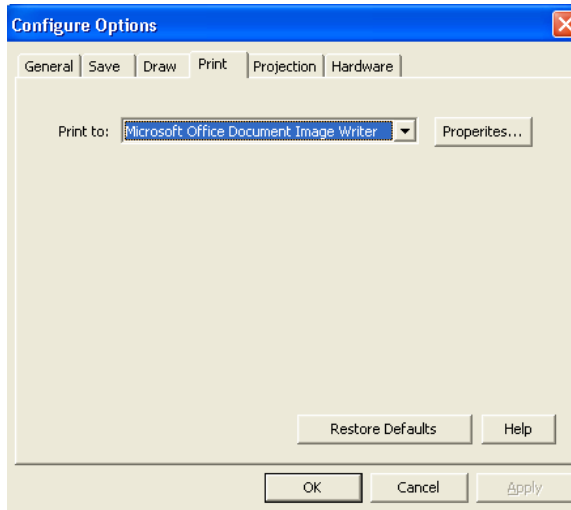 Configure Options
General Save Draw Print Projection Hardware
Print to: Microsoft Office Document Image Writer Properites...
Restore Defaults Help
OK Cancel Apply